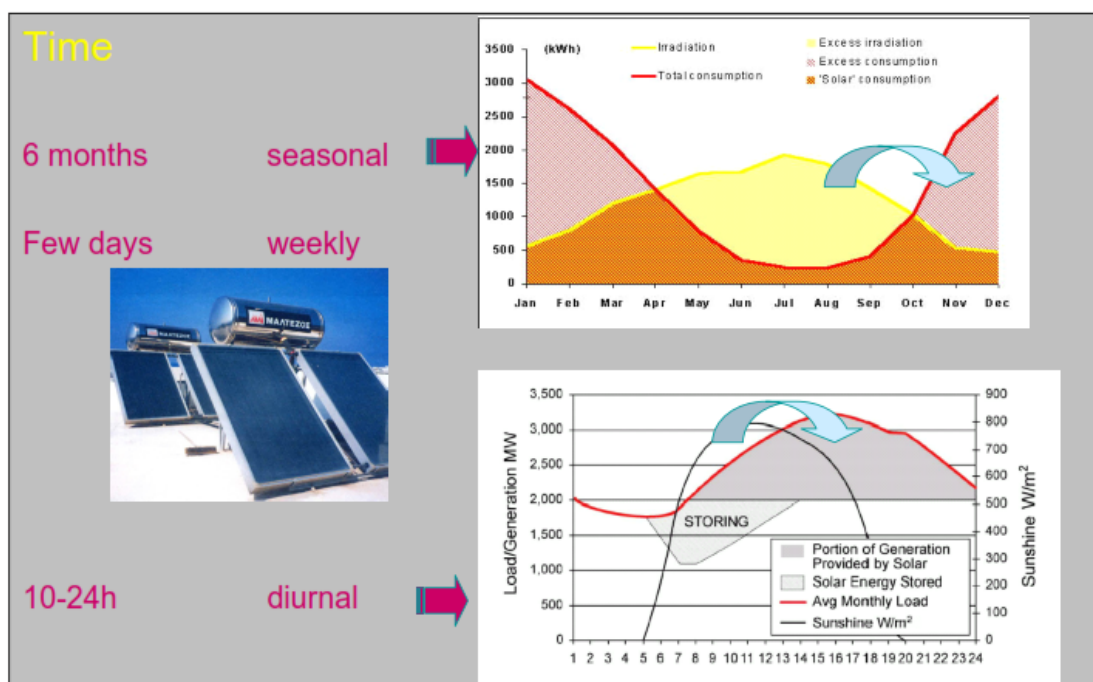 Time
6 months seasonal
Few days weekly
ΜΑΛΤΕΖΟΣ
ΜΑΛΤΕΖΟΣ
10-24h diurnal
(kWh)
Irradiation
Total consumption
Excess irradiation
Excess consumption
'Solar' consumption
3500
3000
2500
2000
1500
1000
500
0
Jan Feb Mar Apr May Jun Jul Aug Sep Oct Nov Dec
Load/Generation MW
3,500
3,000
2,500
2,000
1,500
1,000
500
0
STORING
Portion of Generation
Provided by Solar
Solar Energy Stored
Avg Monthly Load
Sunshine W/m²
900
800
700
600
500
400
300
200
100
0
Sunshine W/m²
1 2 3 4 5 6 7 8 9 10 11 12 13 14 15 16 17 18 19 20 21 22 23 24